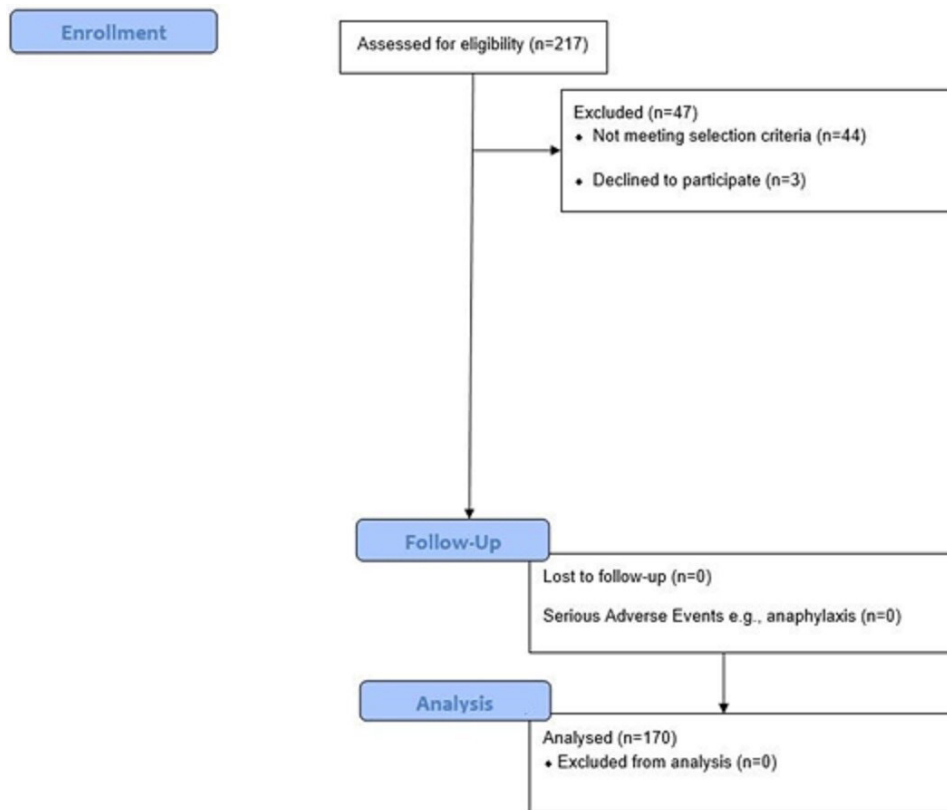 Enrollment
Assessed for eligibility (n=217)
Excluded (n=47)
⬥ Not meeting selection criteria (n=44)
⬥ Declined to participate (n=3)
Follow-Up
Lost to follow-up (n=0)
Serious Adverse Events e.g., anaphylaxis (n=0)
Analysis
Analysed (n=170)
⬥ Excluded from analysis (n=0)